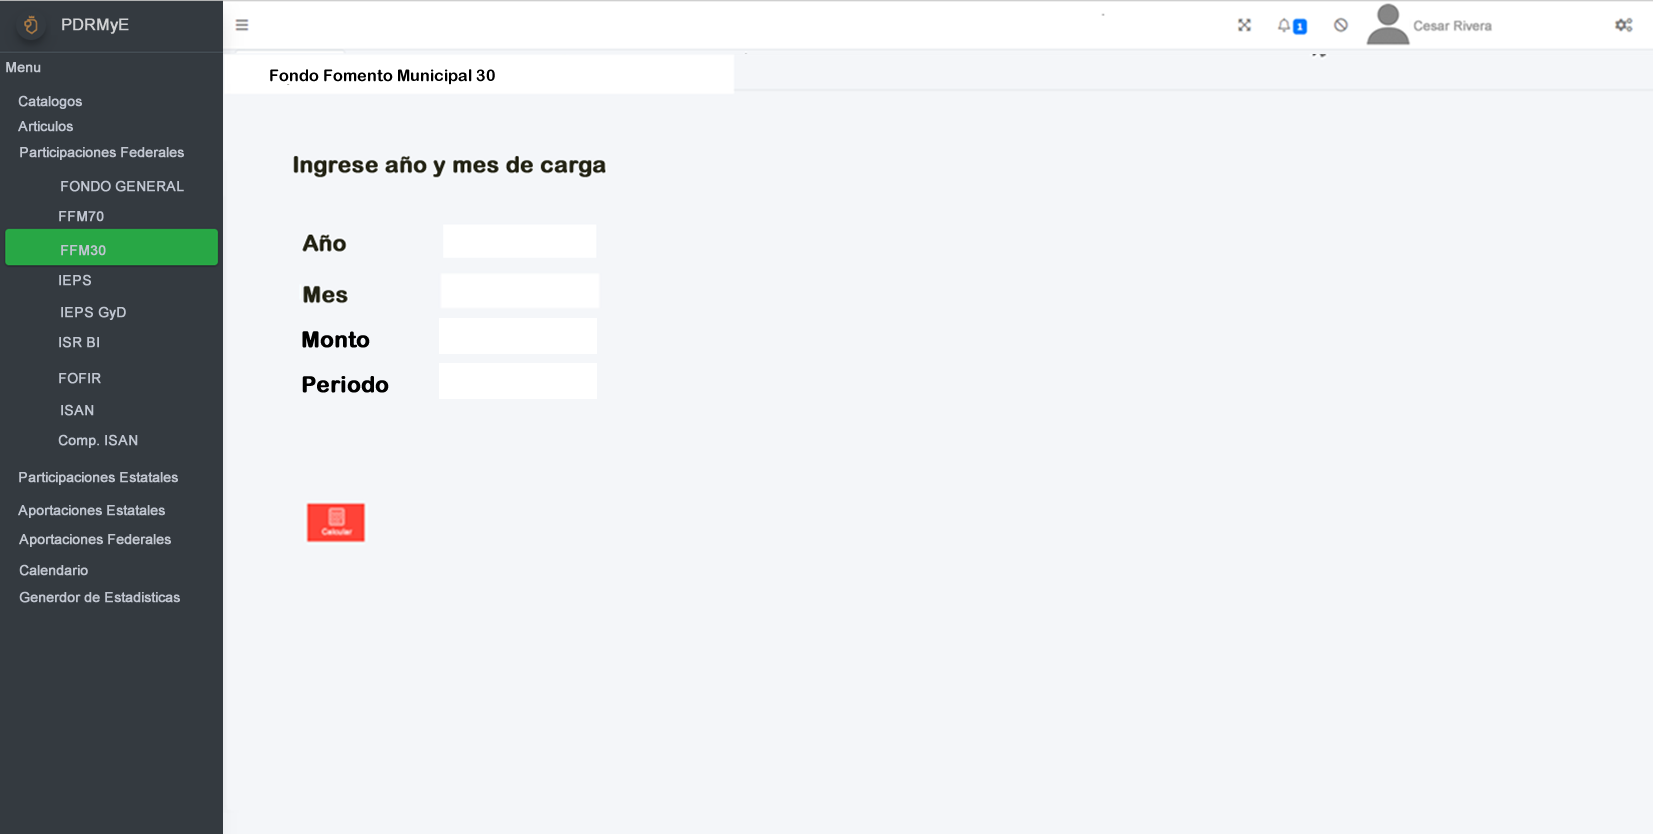 PDRMyE
1
Cesar Rivera
Menu
Catalogos
Articulos
Participaciones Federales
FONDO GENERAL
FFM70
FFM30
IEPS
IEPS GyD
ISR BI
FOFIR
ISAN
Comp. ISAN
Participaciones Estatales
Aportaciones Estatales
Aportaciones Federales
Calendario
Generdor de Estadisticas
Fondo Fomento Municipal 30
Ingrese año y mes de carga
Año
Mes
Monto
Periodo
Calcular